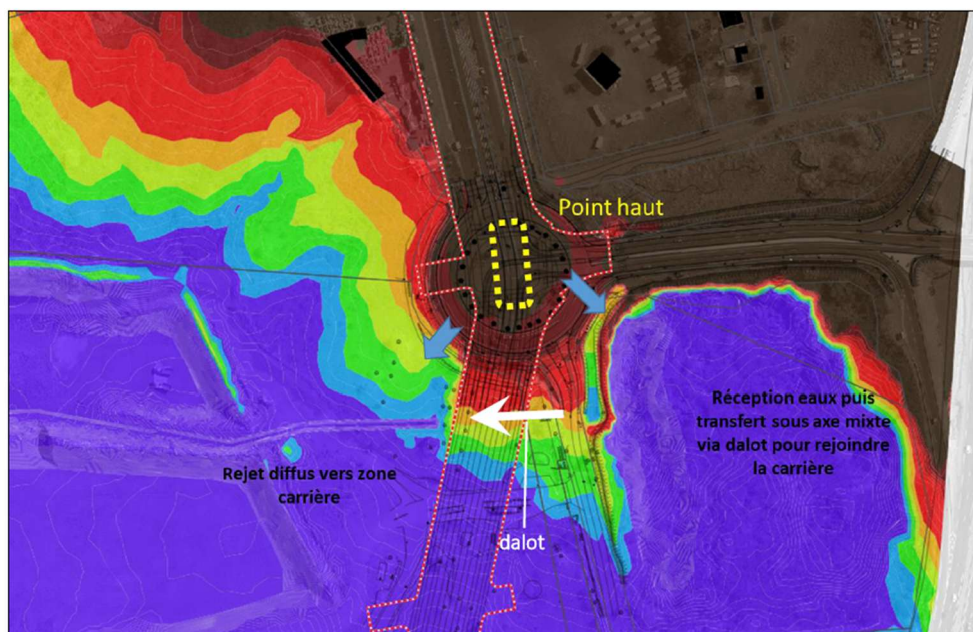 Point haut
Réception eaux puis
transfert sous axe mixte
via dalot pour rejoindre
la carrière
Rejet diffus vers zone
carrière
dalot